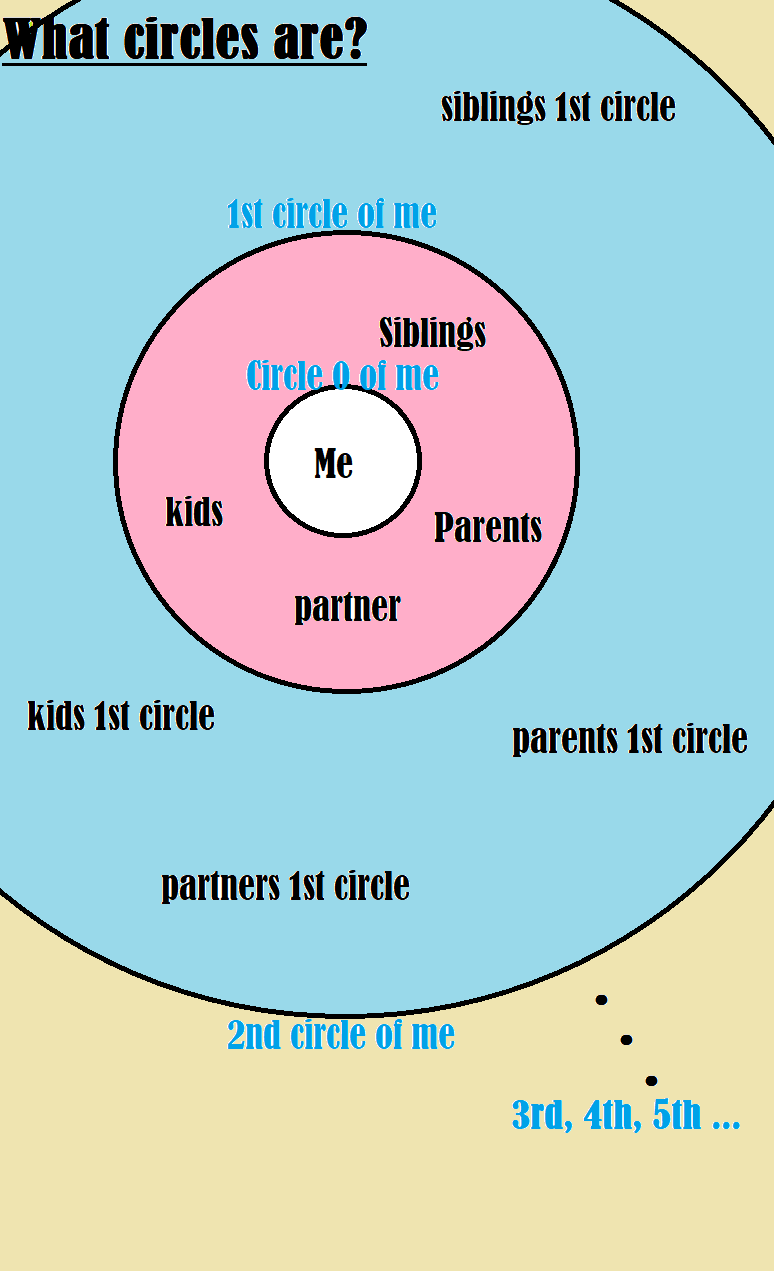 What circles are?
siblings 1st circle
1st circle of me
Siblings
Circle 0 of me
Me
kids
Parents
partner
kids 1st circle
parents 1st circle
partners 1st circle
2nd circle of me
3rd, 4th, 5th ...